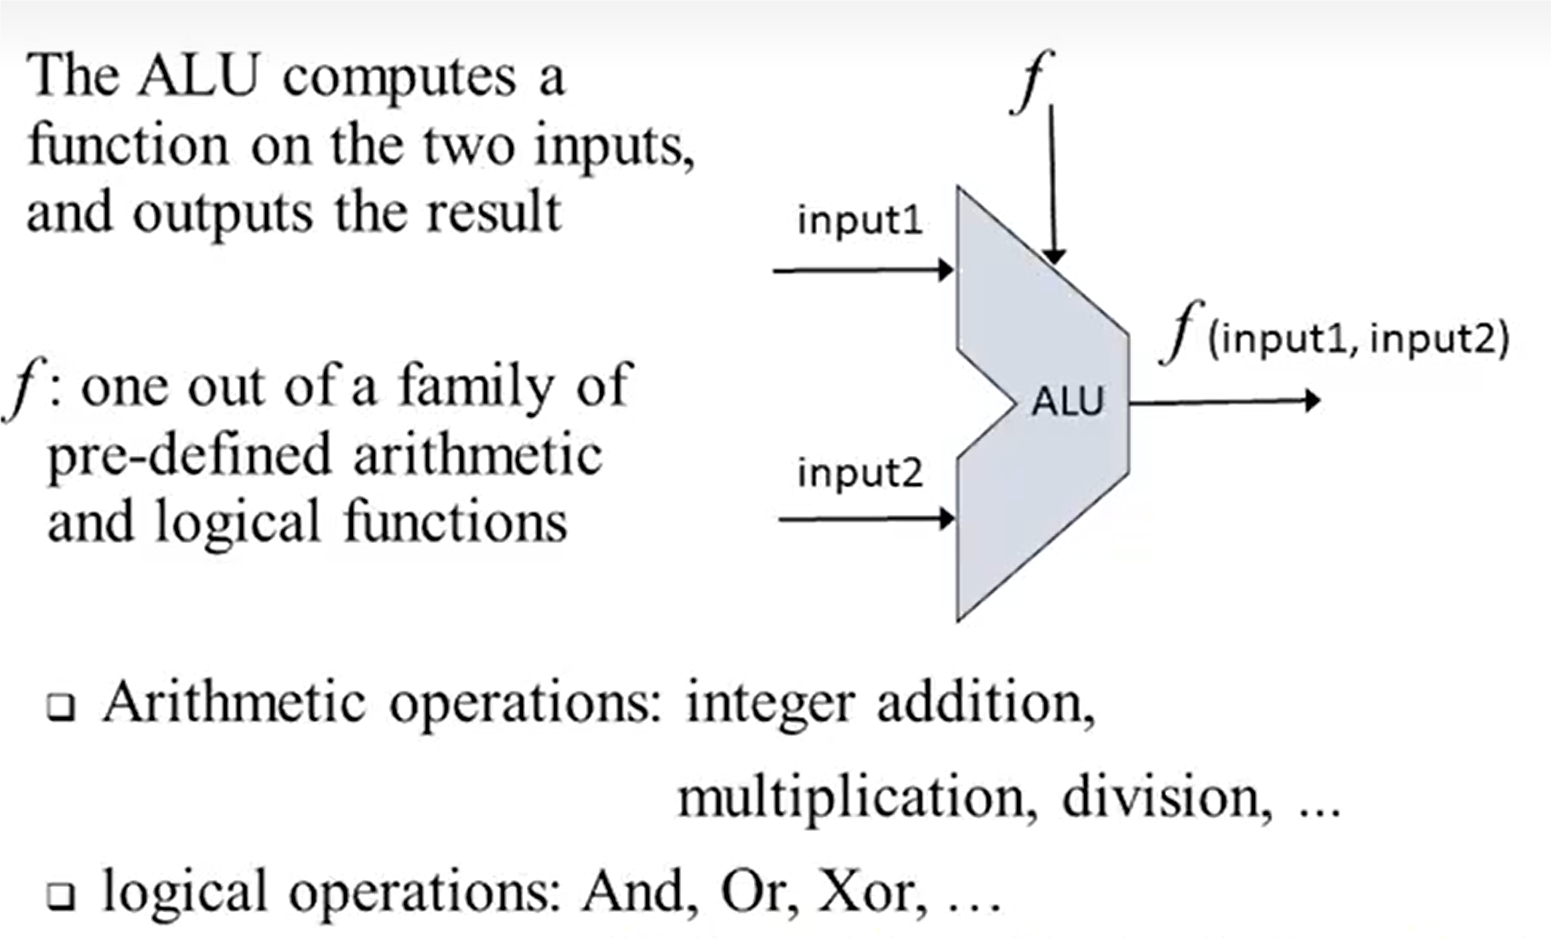 The ALU computes a
function on the two inputs,
and outputs the result
f: one out of a family of
pre-defined arithmetic
and logical functions
f
input1
input2
ALU
f (input1, input2)
❑ Arithmetic operations: integer addition,
multiplication, division, ...
❑ logical operations: And, Or, Xor, ...